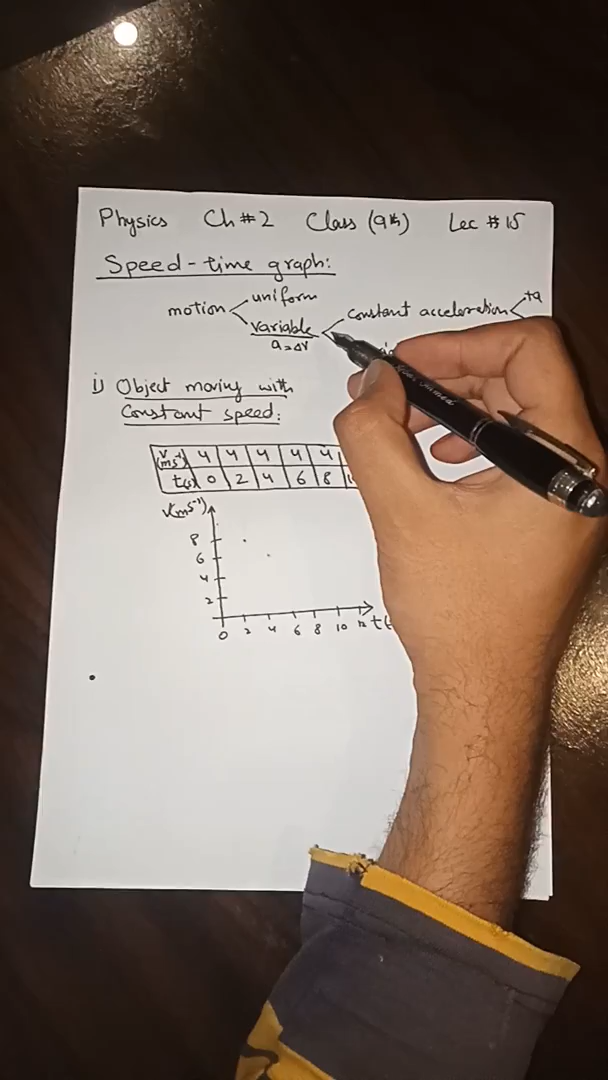 Physics Ch #2 Class (9th) Lec #15
Speed-time graph:
motion uniform
variable constant acceleration +a
a=ΔV
i) Object moving with
Constant speed:
V(ms⁻¹) 4 4 4 4 4
t(s) 0 2 4 6 8
V(ms⁻¹)
8
6
4
2
0 2 4 6 8 10 12 t(